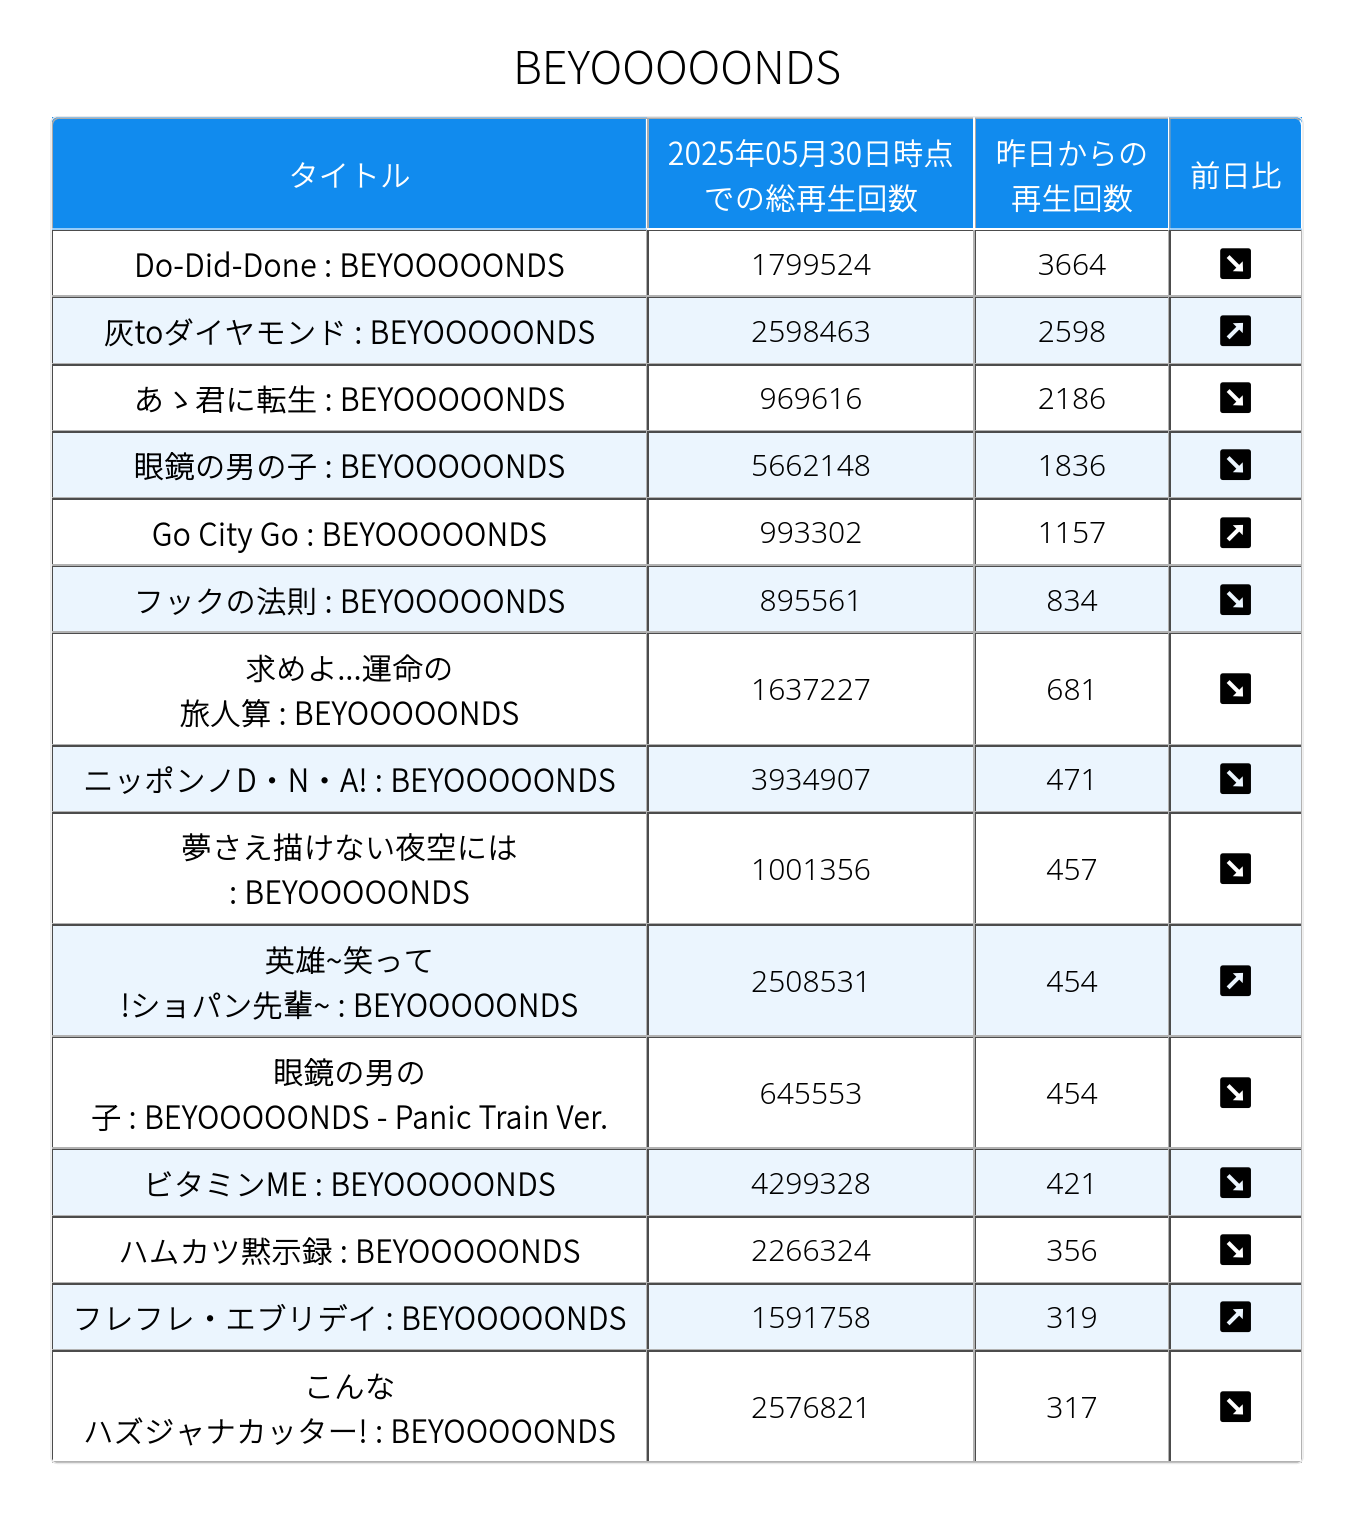 BEYOOOOONDS
タイトル
2025年05月30日時点
での総再生回数
昨日からの
再生回数
前日比
Do-Did-Done : BEYOOOOONDS 1799524 3664 ↘
灰toダイヤモンド : BEYOOOOONDS 2598463 2598 ↗
あゝ君に転生 : BEYOOOOONDS 969616 2186 ↘
眼鏡の男の子 : BEYOOOOONDS 5662148 1836 ↘
Go City Go : BEYOOOOONDS 993302 1157 ↗
フックの法則 : BEYOOOOONDS 895561 834 ↘
求めよ...運命の
旅人算 : BEYOOOOONDS 1637227 681 ↘
ニッポンノD・N・A! : BEYOOOOONDS 3934907 471 ↘
夢さえ描けない夜空には
: BEYOOOOONDS 1001356 457 ↘
英雄~笑って
!ショパン先輩~ : BEYOOOOONDS 2508531 454 ↗
眼鏡の男の
子 : BEYOOOOONDS - Panic Train Ver. 645553 454 ↘
ビタミンME : BEYOOOOONDS 4299328 421 ↘
ハムカツ黙示録 : BEYOOOOONDS 2266324 356 ↘
フレフレ・エブリデイ : BEYOOOOONDS 1591758 319 ↗
こんな
ハズジャナカッター! : BEYOOOOONDS 2576821 317 ↘